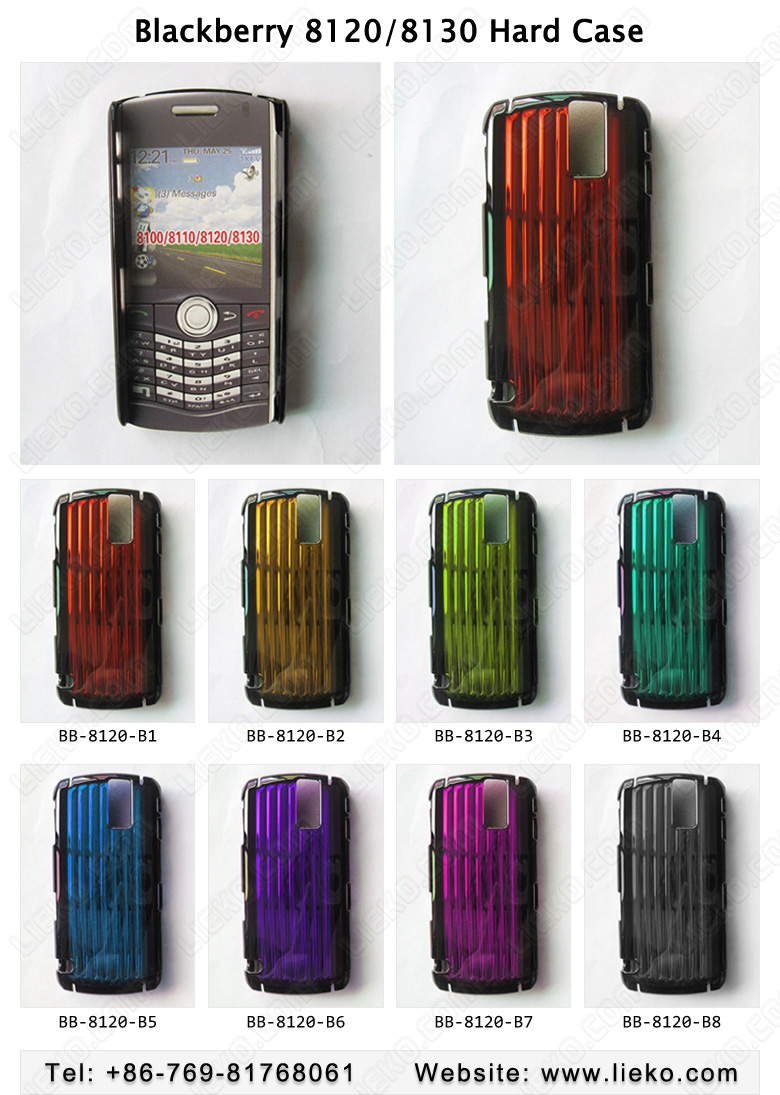 Blackberry 8120/8130 Hard Case
12:21
THU, MAY 25
(3) Messages
8100/8110/8120/8130
BB-8120-B1
BB-8120-B2
BB-8120-B3
BB-8120-B4
BB-8120-B5
BB-8120-B6
BB-8120-B7
BB-8120-B8
Tel: +86-769-81768061 Website: www.lieko.com
LIEKO.COM